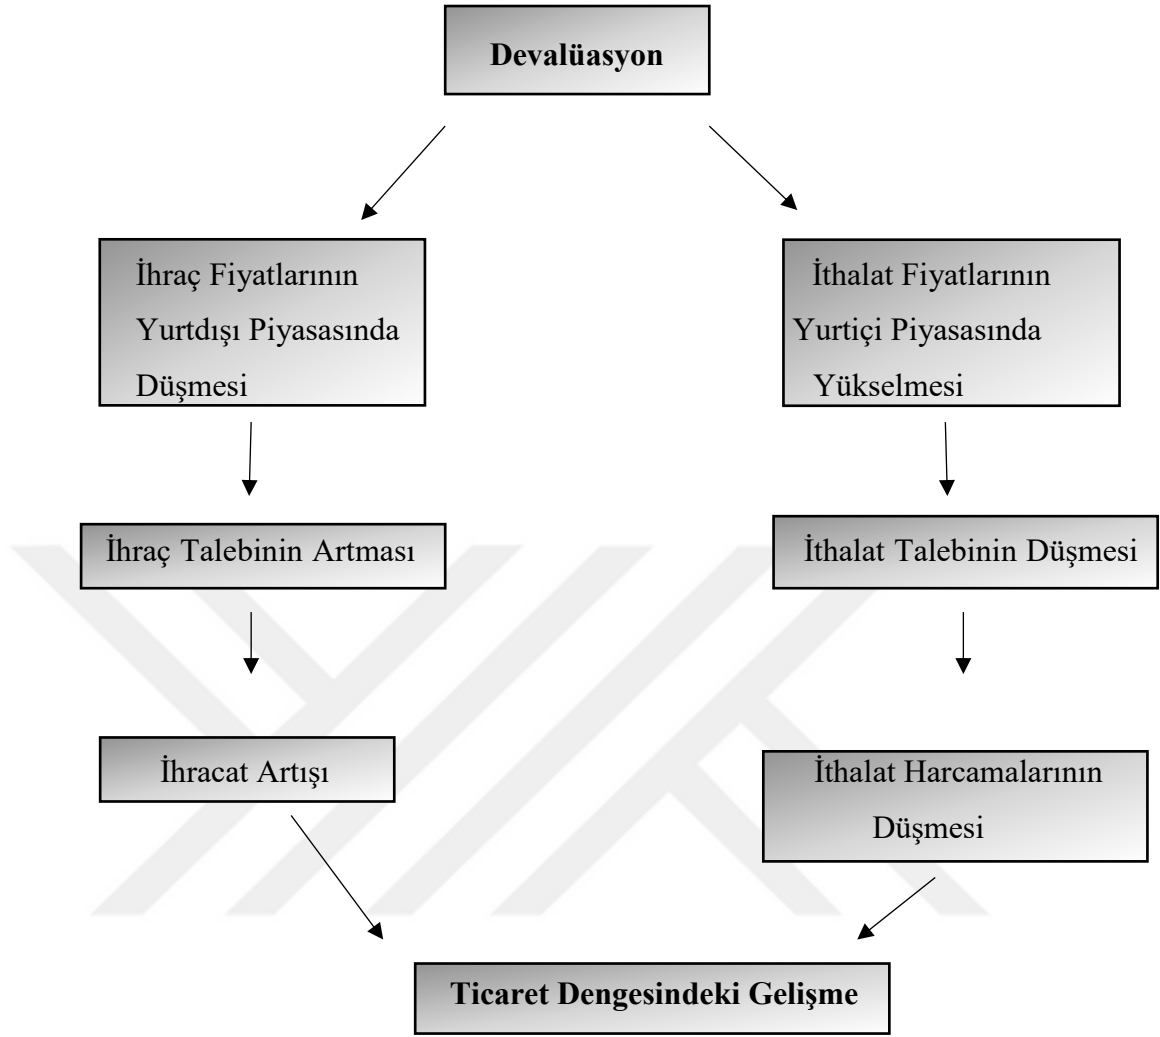 Devalüasyon
İhraç Fiyatlarının
Yurtdışı Piyasasında
Düşmesi
İthalat Fiyatlarının
Yurtiçi Piyasasında
Yükselmesi
İhraç Talebinin Artması
İthalat Talebinin Düşmesi
İhracat Artışı
İthalat Harcamalarının
Düşmesi
Ticaret Dengesindeki Gelişme